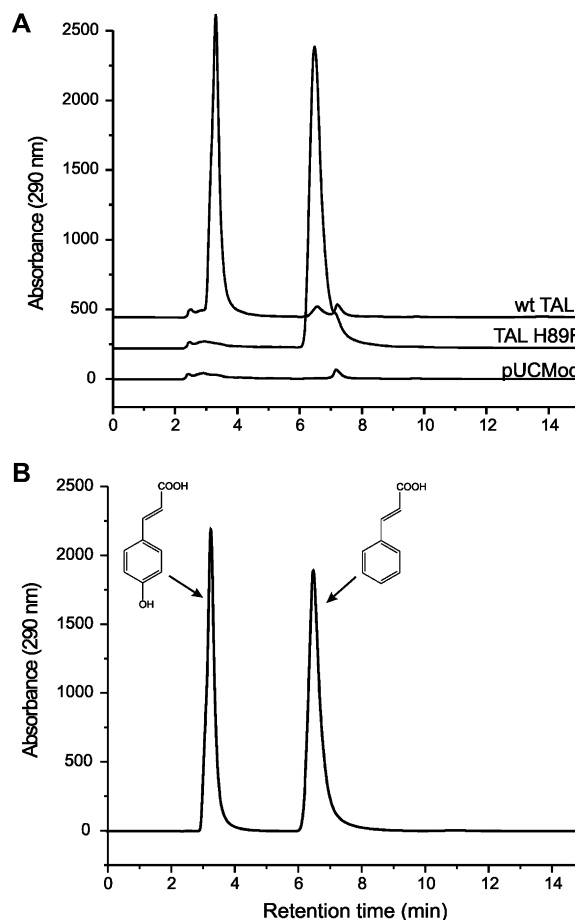 A
Absorbance (290 nm)
2500
2000
1500
1000
500
0
wt TAL
TAL H89F
pUCMod
0 2 4 6 8 10 12 14
B
Absorbance (290 nm)
2500
2000
1500
1000
500
0
COOH
OH
COOH
0 2 4 6 8 10 12 14
Retention time (min)